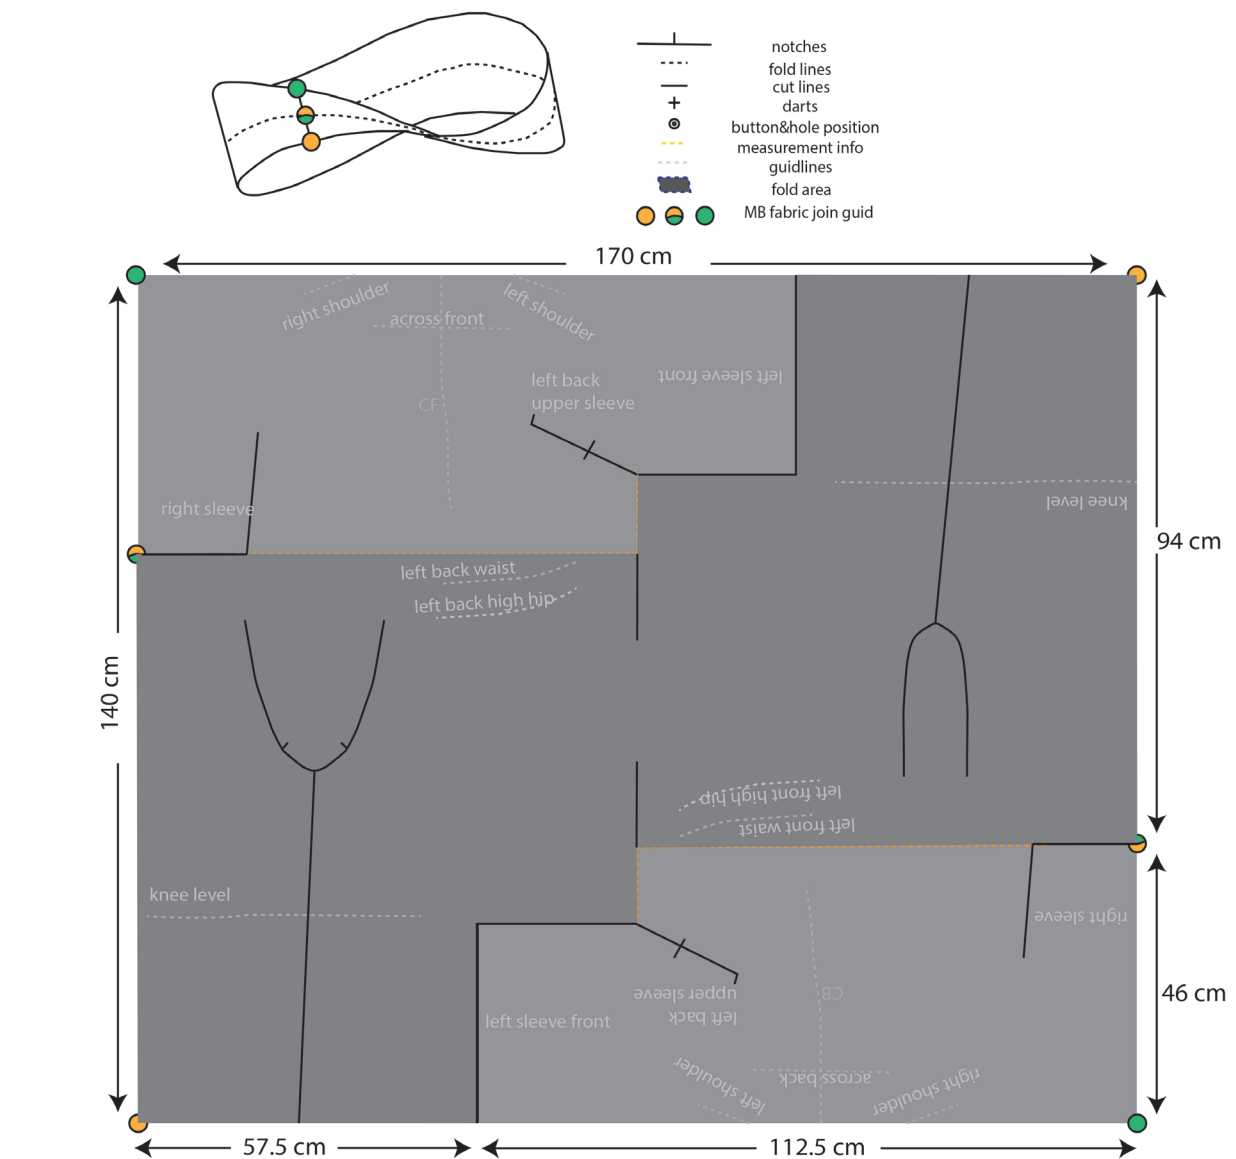 notches
fold lines
cut lines
darts
button&hole position
measurement info
guidlines
fold area
MB fabric join guid
170 cm
right shoulder
left shoulder
across front
left sleeve front
left back
upper sleeve
CF
right sleeve
knee level
94 cm
left back waist
left back high hip
140 cm
left front high hip
left front waist
knee level
right sleeve
left sleeve front
left back
upper sleeve
CB
46 cm
across back
left shoulder
right shoulder
57.5 cm
112.5 cm